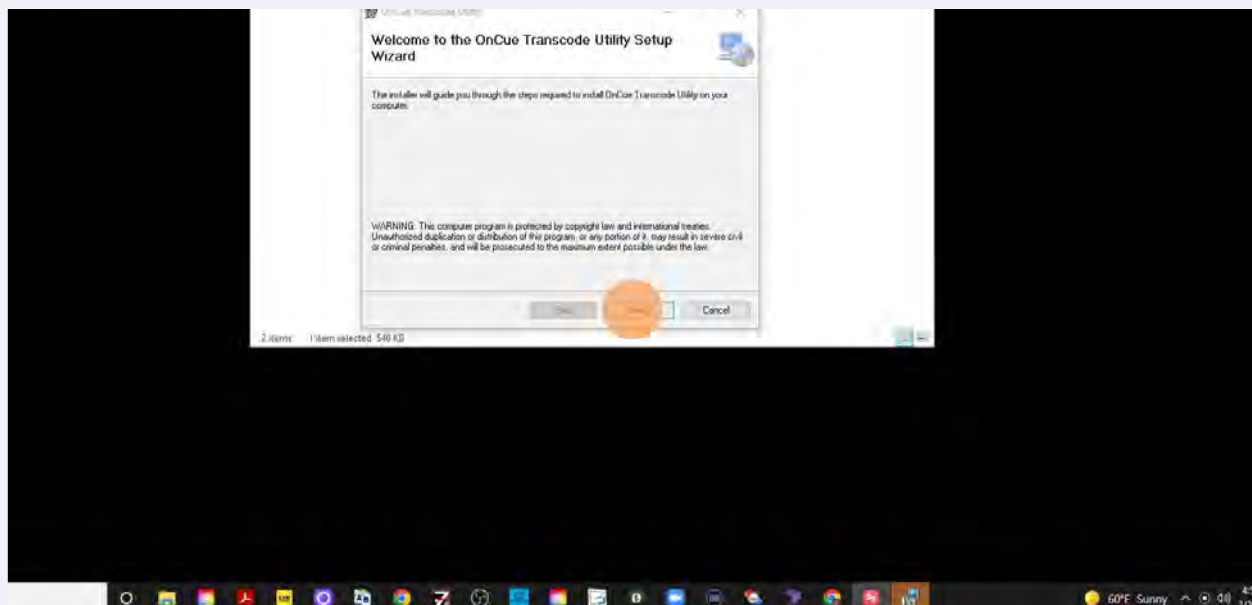 OnCue Transcode Utility
Welcome to the OnCue Transcode Utility Setup
Wizard
The installer will guide you through the steps required to install OnCue Transcode Utility on your
computer.
WARNING: This computer program is protected by copyright law and international treaties.
Unauthorized duplication or distribution of this program, or any portion of it, may result in severe civil
or criminal penalties, and will be prosecuted to the maximum extent possible under the law.
Cancel
2 items 1 item selected 540 KB
60°F Sunny